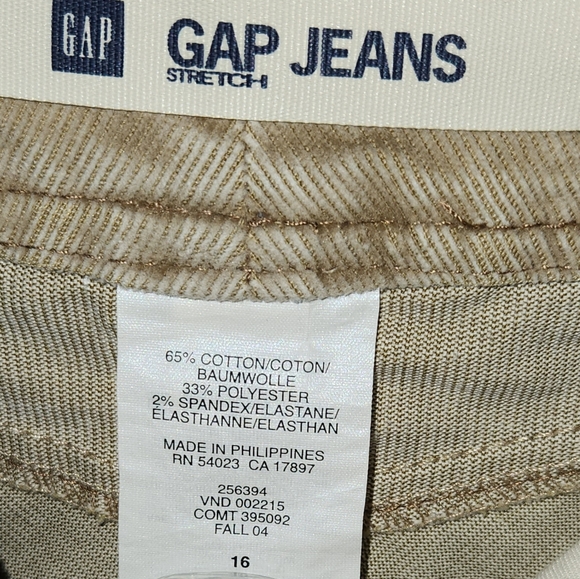 GAP GAP JEANS
STRETCH
65% COTTON/COTON/
BAUMWOLLE
33% POLYESTER
2% SPANDEX/ELASTANE/
ÉLASTHANNE/ELASTHAN
MADE IN PHILIPPINES
RN 54023 CA 17897
256394
VND 002215
COMT 395092
FALL 04
16